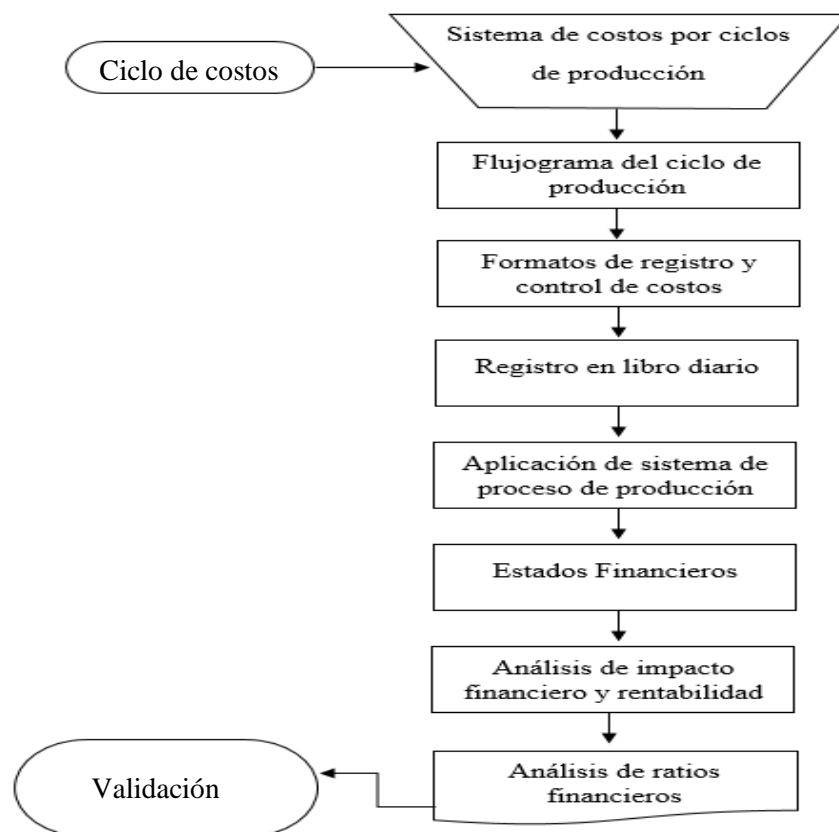 Ciclo de costos
Sistema de costos por ciclos
de producción
Flujograma del ciclo de
producción
Formatos de registro y
control de costos
Registro en libro diario
Aplicación de sistema de
proceso de producción
Estados Financieros
Análisis de impacto
financiero y rentabilidad
Análisis de ratios
financieros
Validación